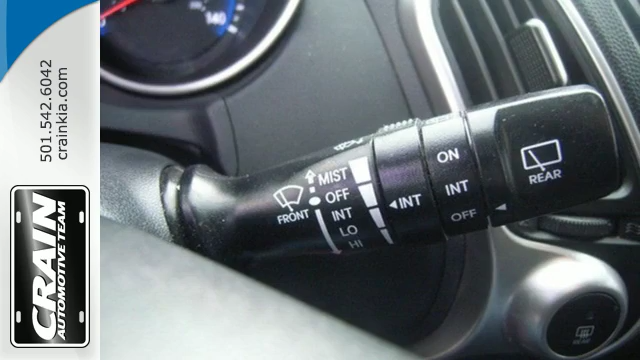 501.542.6042
crainkia.com
CRAIN
AUTOMOTIVE TEAM
140
MIST
OFF
INT
LO
HI
FRONT
INT
ON
INT
OFF
REAR
REAR